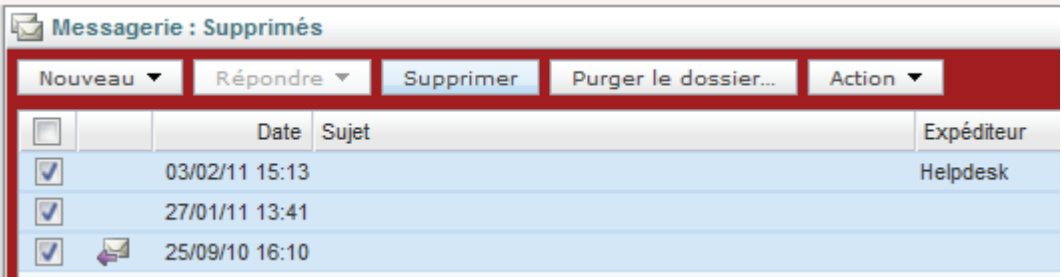 Messagerie : Supprimés
Nouveau Répondre Supprimer Purger le dossier... Action
Date Sujet Expéditeur
03/02/11 15:13 Helpdesk
27/01/11 13:41
25/09/10 16:10